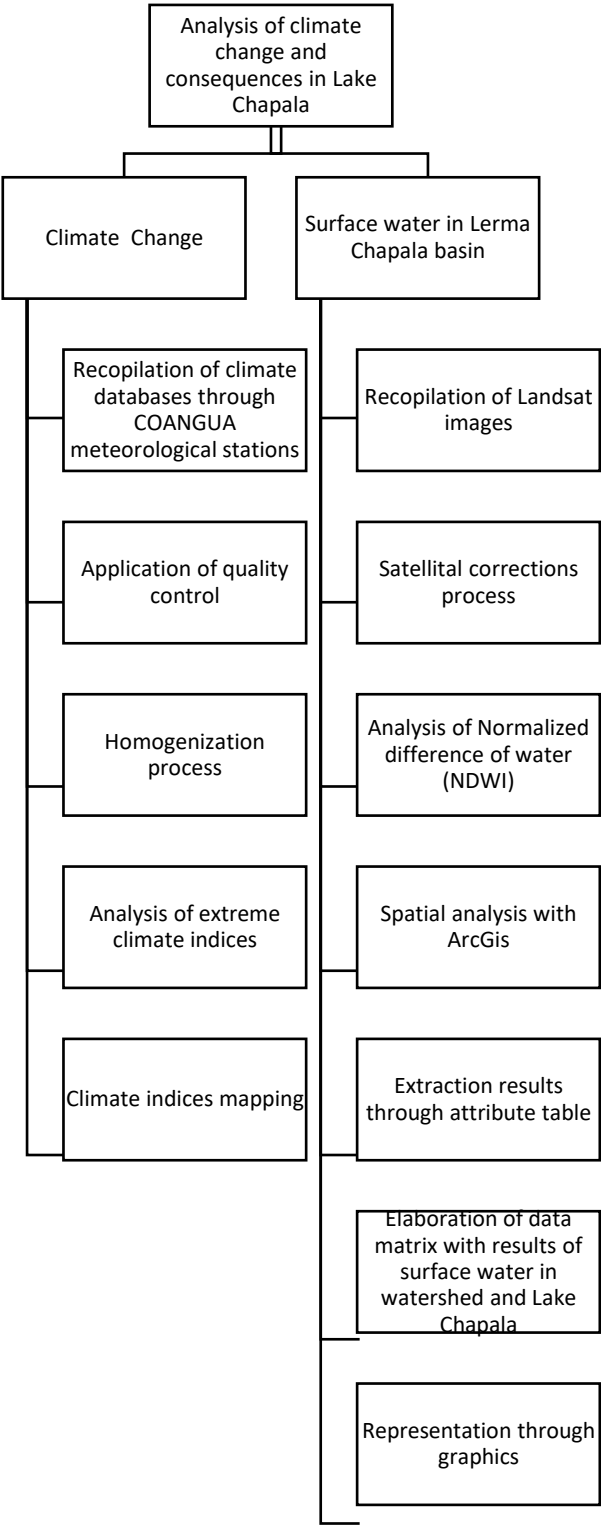 Analysis of climate
change and
consequences in Lake
Chapala
Climate Change
Surface water in Lerma
Chapala basin
Recopilation of climate
databases through
COANGUA
meteorological stations
Application of quality
control
Homogenization
process
Analysis of extreme
climate indices
Climate indices mapping
Recopilation of Landsat
images
Satellital corrections
process
Analysis of Normalized
difference of water
(NDWI)
Spatial analysis with
ArcGis
Extraction results
through attribute table
Elaboration of data
matrix with results of
surface water in
watershed and Lake
Chapala
Representation through
graphics